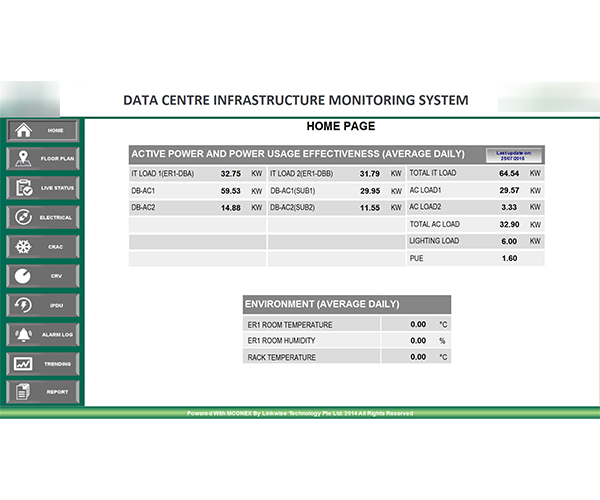 DATA CENTRE INFRASTRUCTURE MONITORING SYSTEM
HOME PAGE
HOME
FLOOR PLAN
LIVE STATUS
ELECTRICAL
CRAC
CRV
IPDU
ALARM LOG
TRENDING
REPORT
ACTIVE POWER AND POWER USAGE EFFECTIVENESS (AVERAGE DAILY)
Last update on:
25/07/2016
IT LOAD 1(ER1-DBA) 32.75 KW IT LOAD 2(ER1-DBB) 31.79 KW TOTAL IT LOAD 64.54 KW
DB-AC1 59.53 KW DB-AC1(SUB1) 29.95 KW AC LOAD1 29.57 KW
DB-AC2 14.88 KW DB-AC2(SUB2) 11.55 KW AC LOAD2 3.33 KW
TOTAL AC LOAD 32.90 KW
LIGHTING LOAD 6.00 KW
PUE 1.60
ENVIRONMENT (AVERAGE DAILY)
ER1 ROOM TEMPERATURE 0.00 °C
ER1 ROOM HUMIDITY 0.00 %
RACK TEMPERATURE 0.00 °C
Powered With MCONEX By Linkwise Technology Pte Ltd. 2014 All Rights Reserved